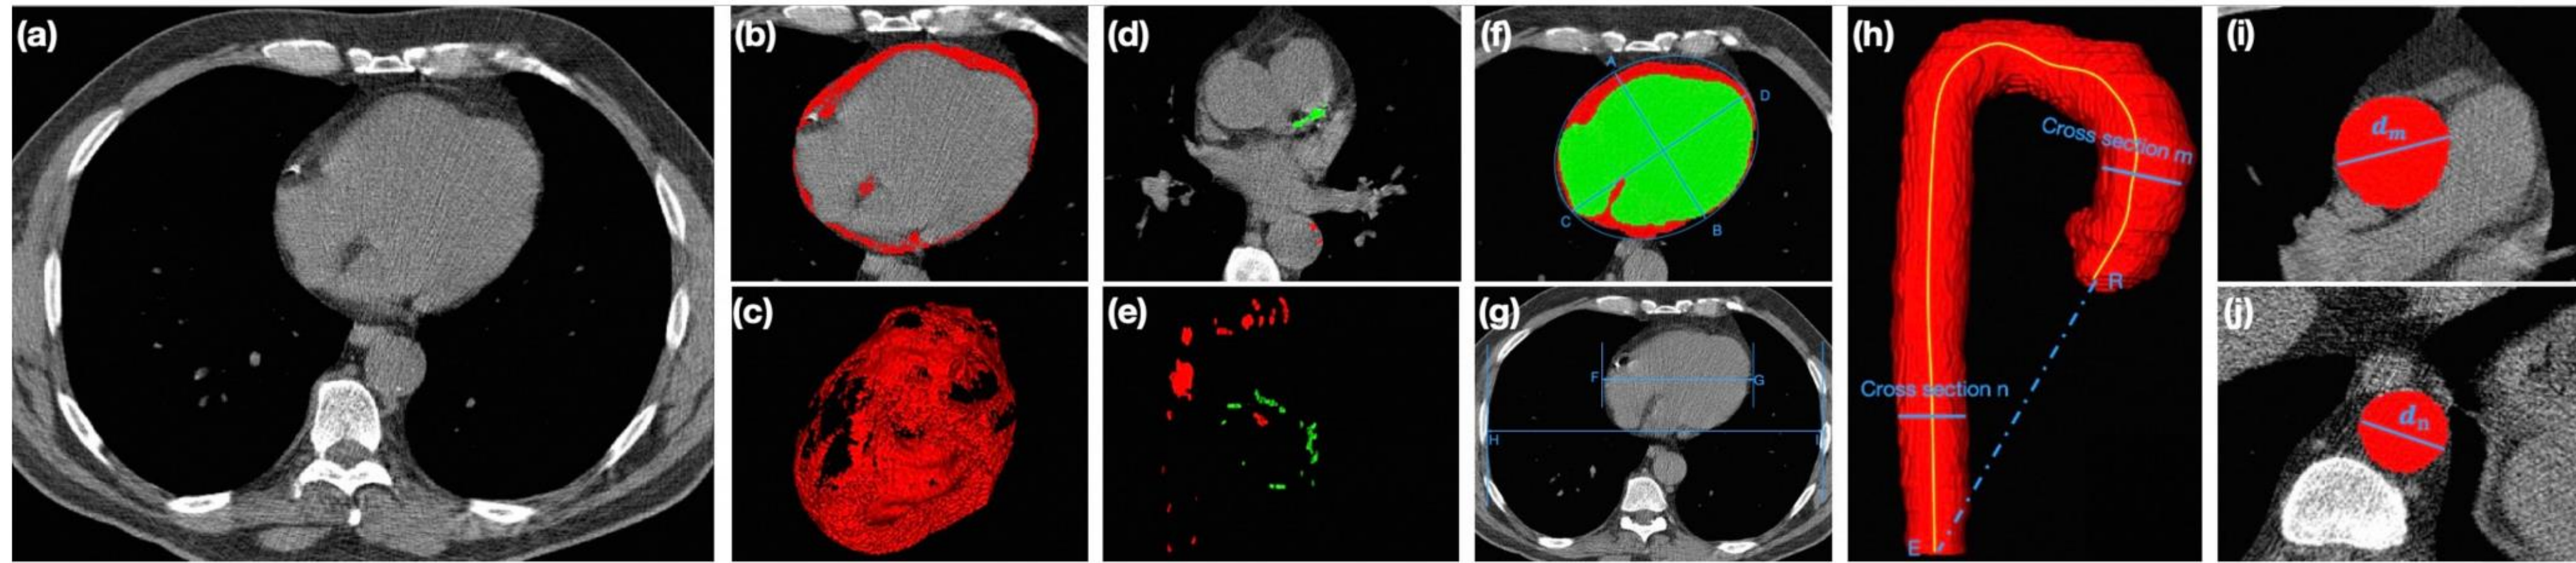 (a)
(b)
(c)
(d)
(e)
(f)
A
D
C
B
(g)
F
G
H
I
(h)
Cross section m
R
Cross section n
E
(i)
dm
(j)
dn